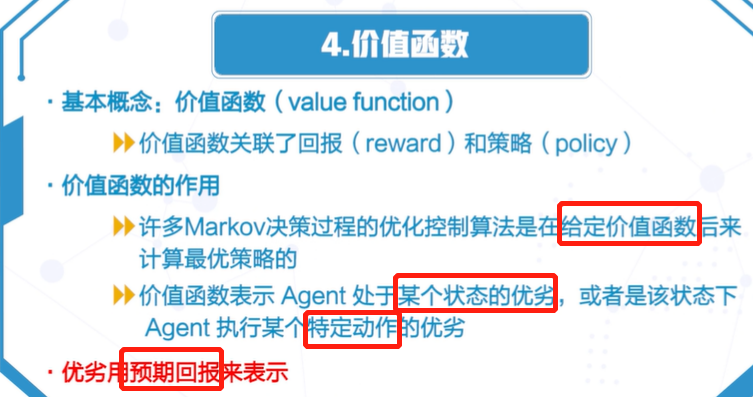 4.价值函数
·基本概念：价值函数（value function）
价值函数关联了回报（reward）和策略（policy）
·价值函数的作用
许多Markov决策过程的优化控制算法是在给定价值函数后来
计算最优策略的
价值函数表示 Agent 处于某个状态的优劣，或者是该状态下
Agent 执行某个特定动作的优劣
·优劣用预期回报来表示